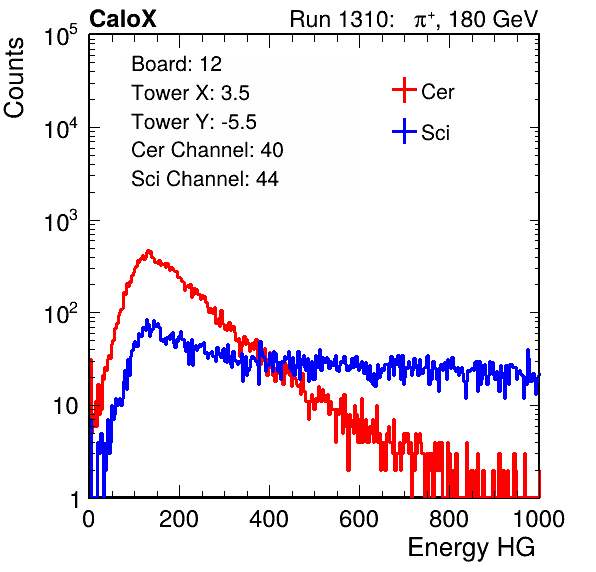 CaloX Run 1310: π⁺, 180 GeV
Counts
10⁵
10⁴
10³
10²
10
1
Board: 12
Tower X: 3.5
Tower Y: -5.5
Cer Channel: 40
Sci Channel: 44
Cer
Sci
0 200 400 600 800 1000
Energy HG